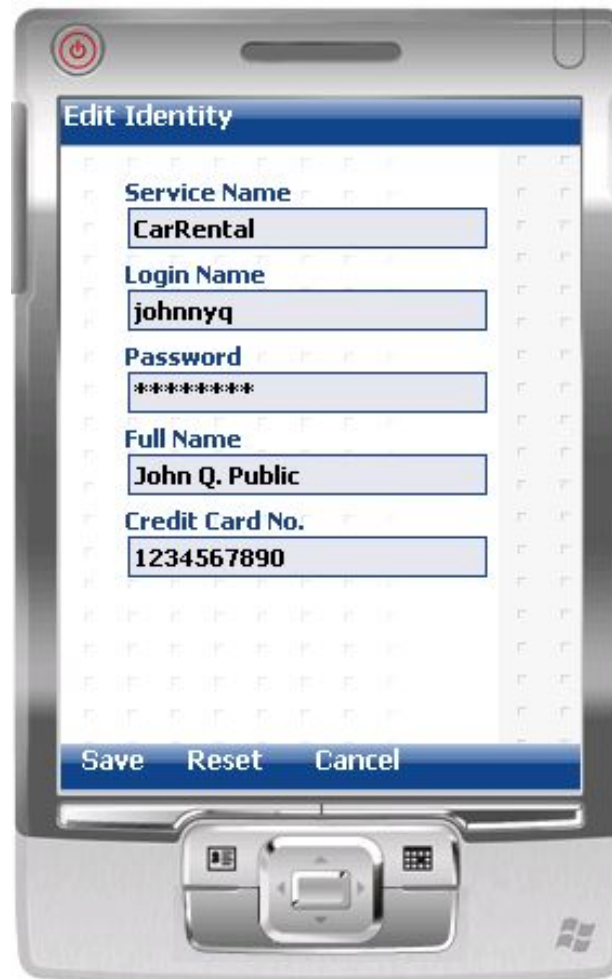 Edit Identity
Service Name
CarRental
Login Name
johnnyq
Password
********
Full Name
John Q. Public
Credit Card No.
1234567890
Save Reset Cancel